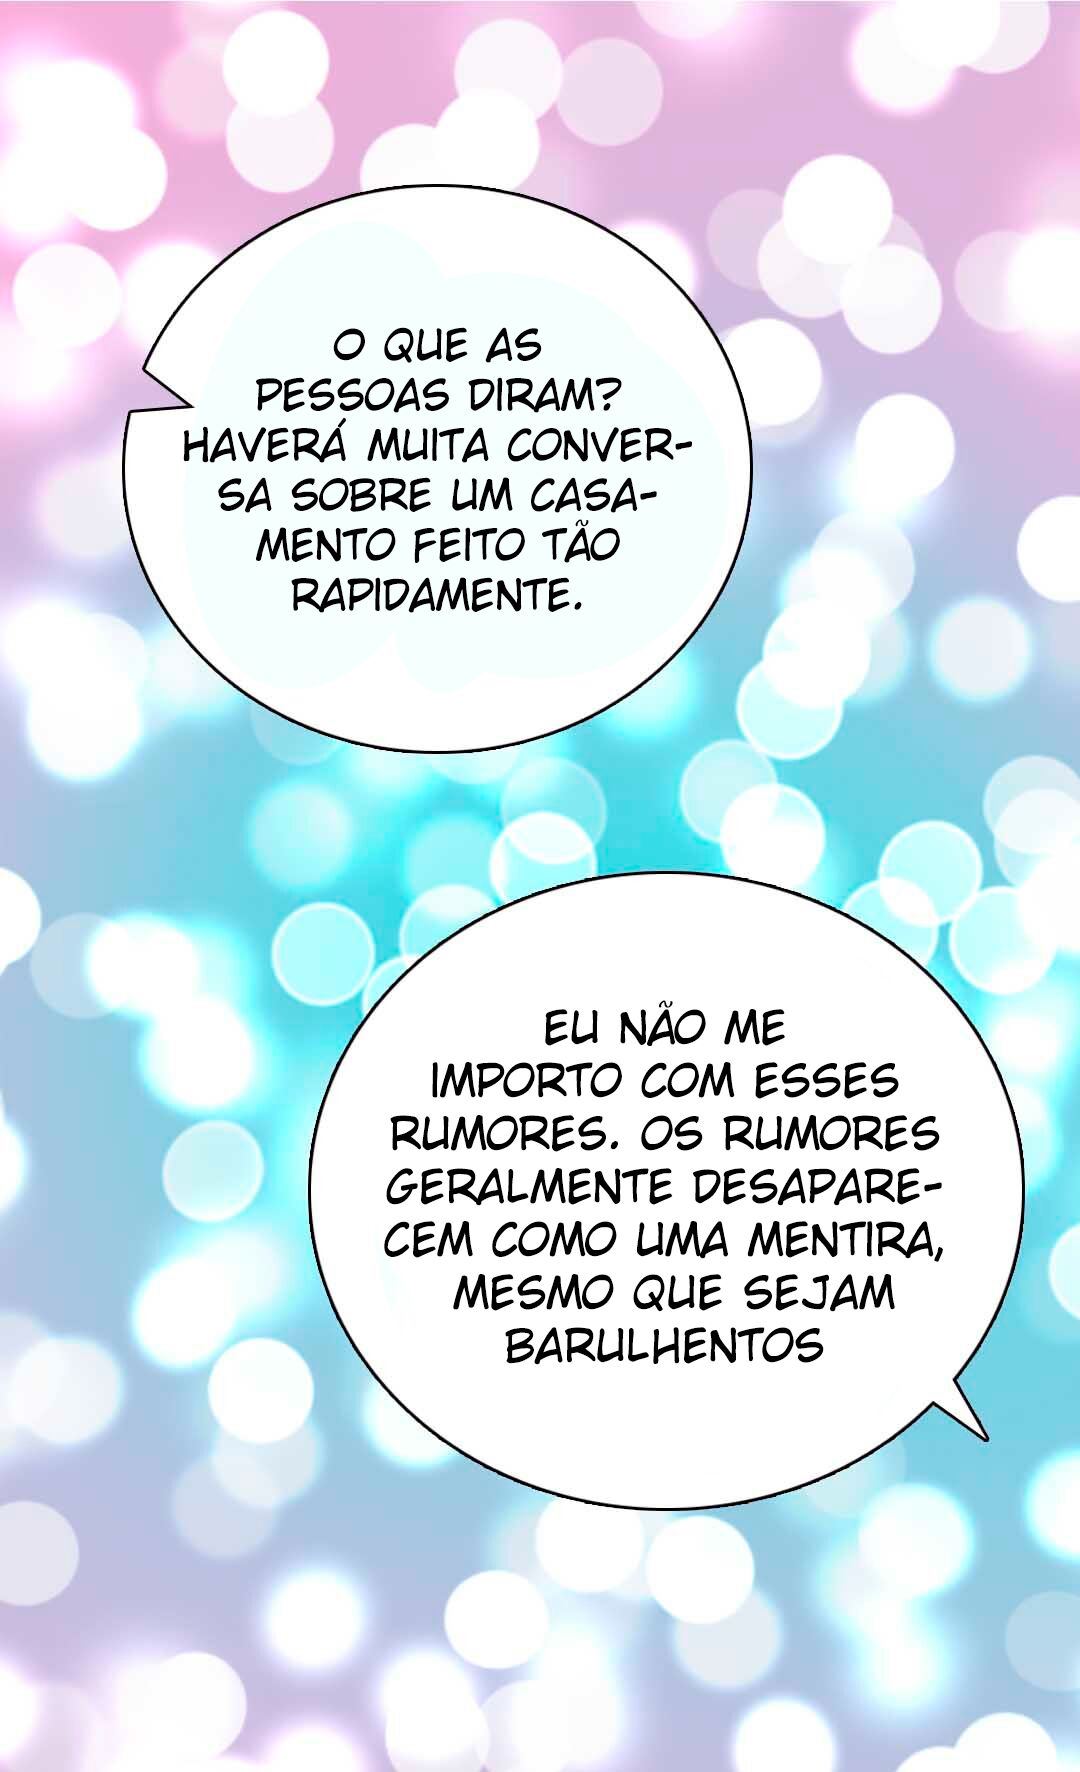 O QUE AS
PESSOAS DIRAM?
HAVERÁ MUITA CONVER-
SA SOBRE UM CASA-
MENTO FEITO TÃO
RAPIDAMENTE.
EU NÃO ME
IMPORTO COM ESSES
RUMORES. OS RUMORES
GERALMENTE DESAPARE-
CEM COMO UMA MENTIRA,
MESMO QUE SEJAM
BARULHENTOS